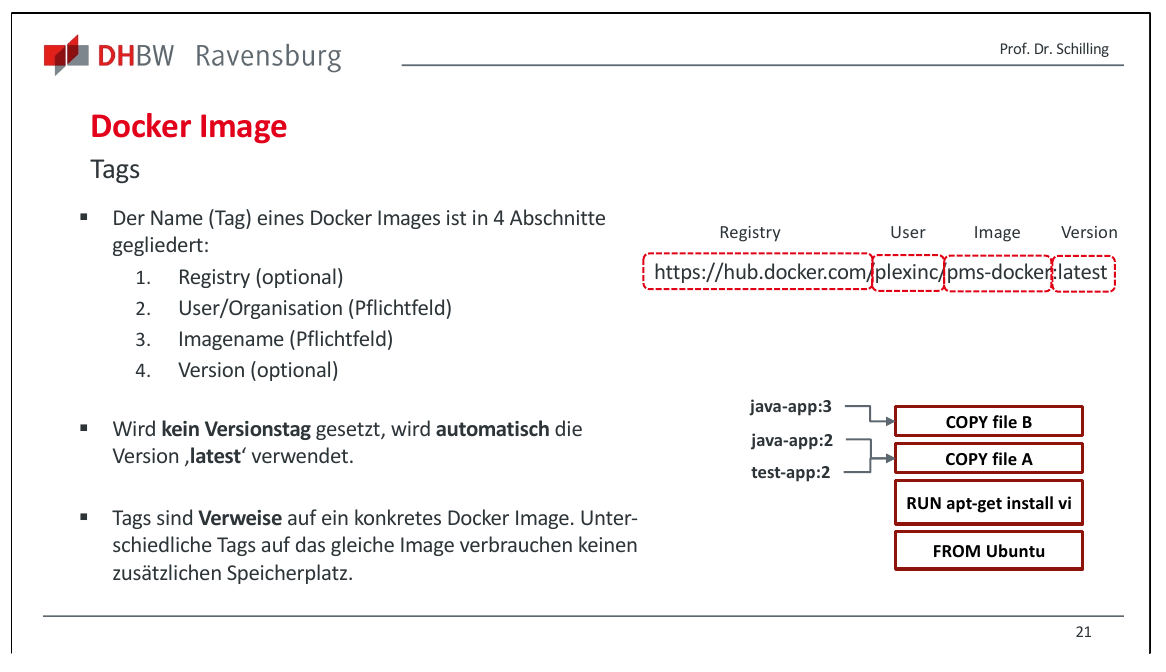 DHBW Ravensburg
Prof. Dr. Schilling
Docker Image
Tags
▪ Der Name (Tag) eines Docker Images ist in 4 Abschnitte
gegliedert:
1. Registry (optional)
2. User/Organisation (Pflichtfeld)
3. Imagename (Pflichtfeld)
4. Version (optional)
▪ Wird kein Versionstag gesetzt, wird automatisch die
Version ‚latest‘ verwendet.
▪ Tags sind Verweise auf ein konkretes Docker Image. Unter-
schiedliche Tags auf das gleiche Image verbrauchen keinen
zusätzlichen Speicherplatz.
Registry User Image Version
https://hub.docker.com/plexinc/pms-docker:latest
java-app:3
java-app:2
test-app:2
COPY file B
COPY file A
RUN apt-get install vi
FROM Ubuntu
21